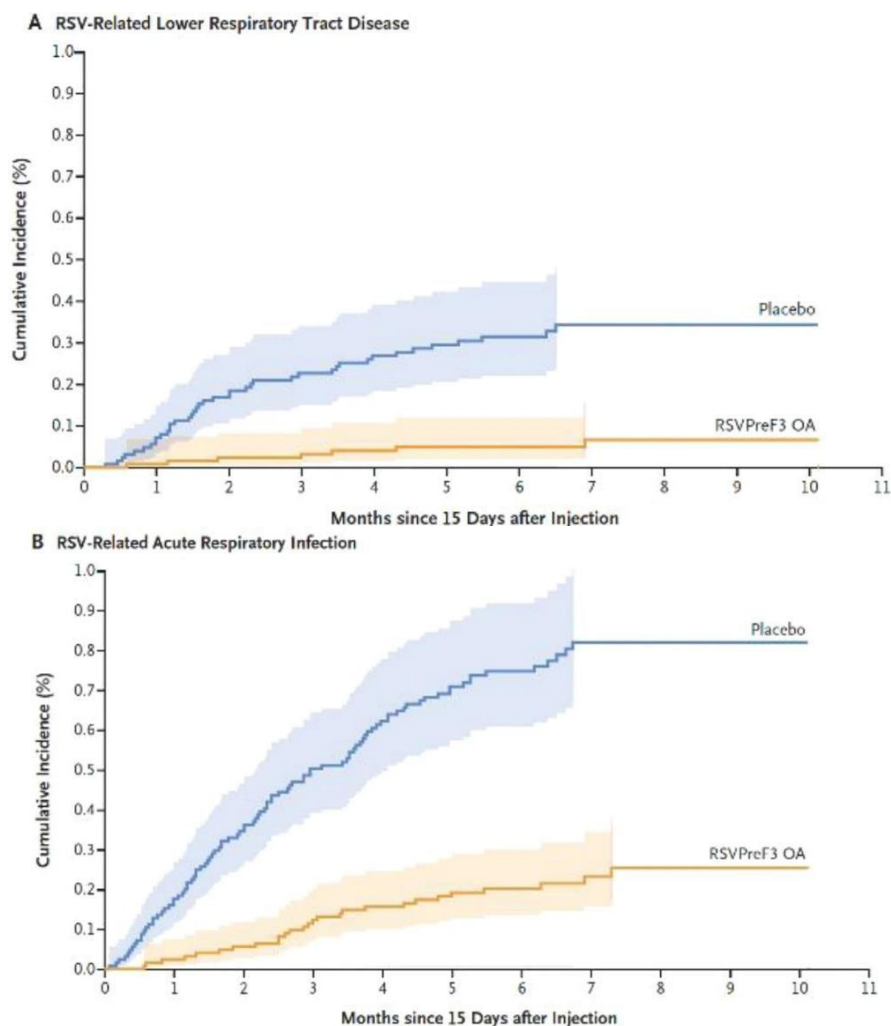 A RSV-Related Lower Respiratory Tract Disease
1.0
0.9
0.8
0.7
0.6
0.5
0.4
0.3
0.2
0.1
0.0
Cumulative Incidence (%)
Placebo
RSVPreF3 OA
0 1 2 3 4 5 6 7 8 9 10 11
Months since 15 Days after Injection
B RSV-Related Acute Respiratory Infection
1.0
0.9
0.8
0.7
0.6
0.5
0.4
0.3
0.2
0.1
0.0
Cumulative Incidence (%)
Placebo
RSVPreF3 OA
0 1 2 3 4 5 6 7 8 9 10 11
Months since 15 Days after Injection